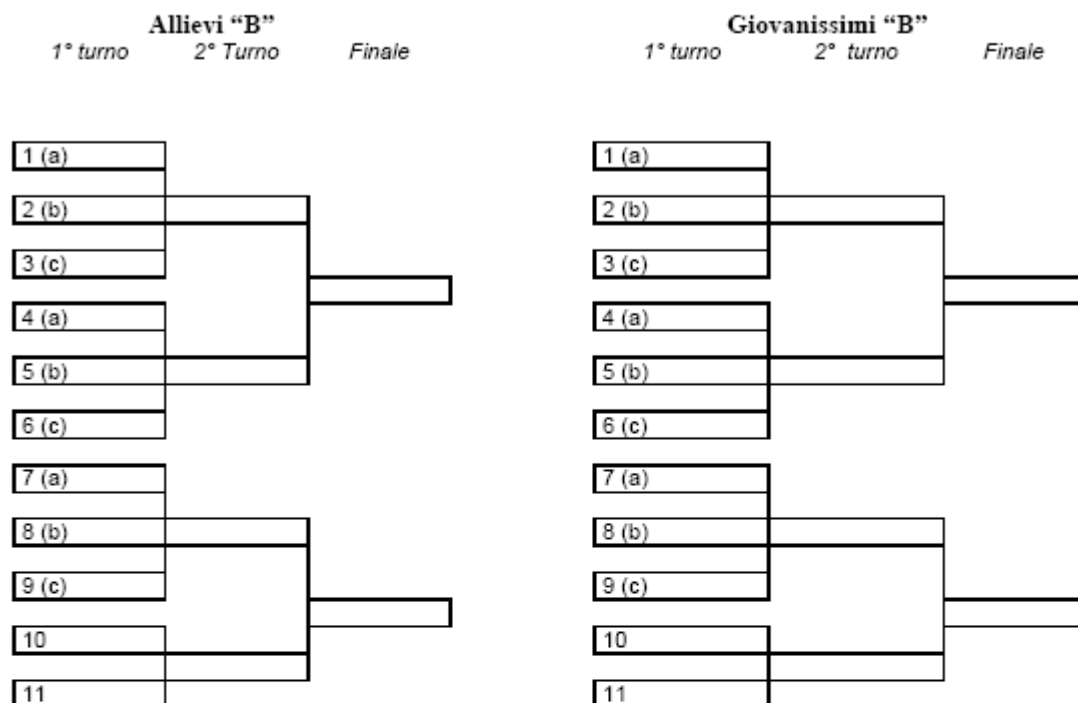 Allievi “B”
1° turno 2° Turno Finale
1 (a)
2 (b)
3 (c)
4 (a)
5 (b)
6 (c)
7 (a)
8 (b)
9 (c)
10
11
Giovanissimi “B”
1° turno 2° turno Finale
1 (a)
2 (b)
3 (c)
4 (a)
5 (b)
6 (c)
7 (a)
8 (b)
9 (c)
10
11